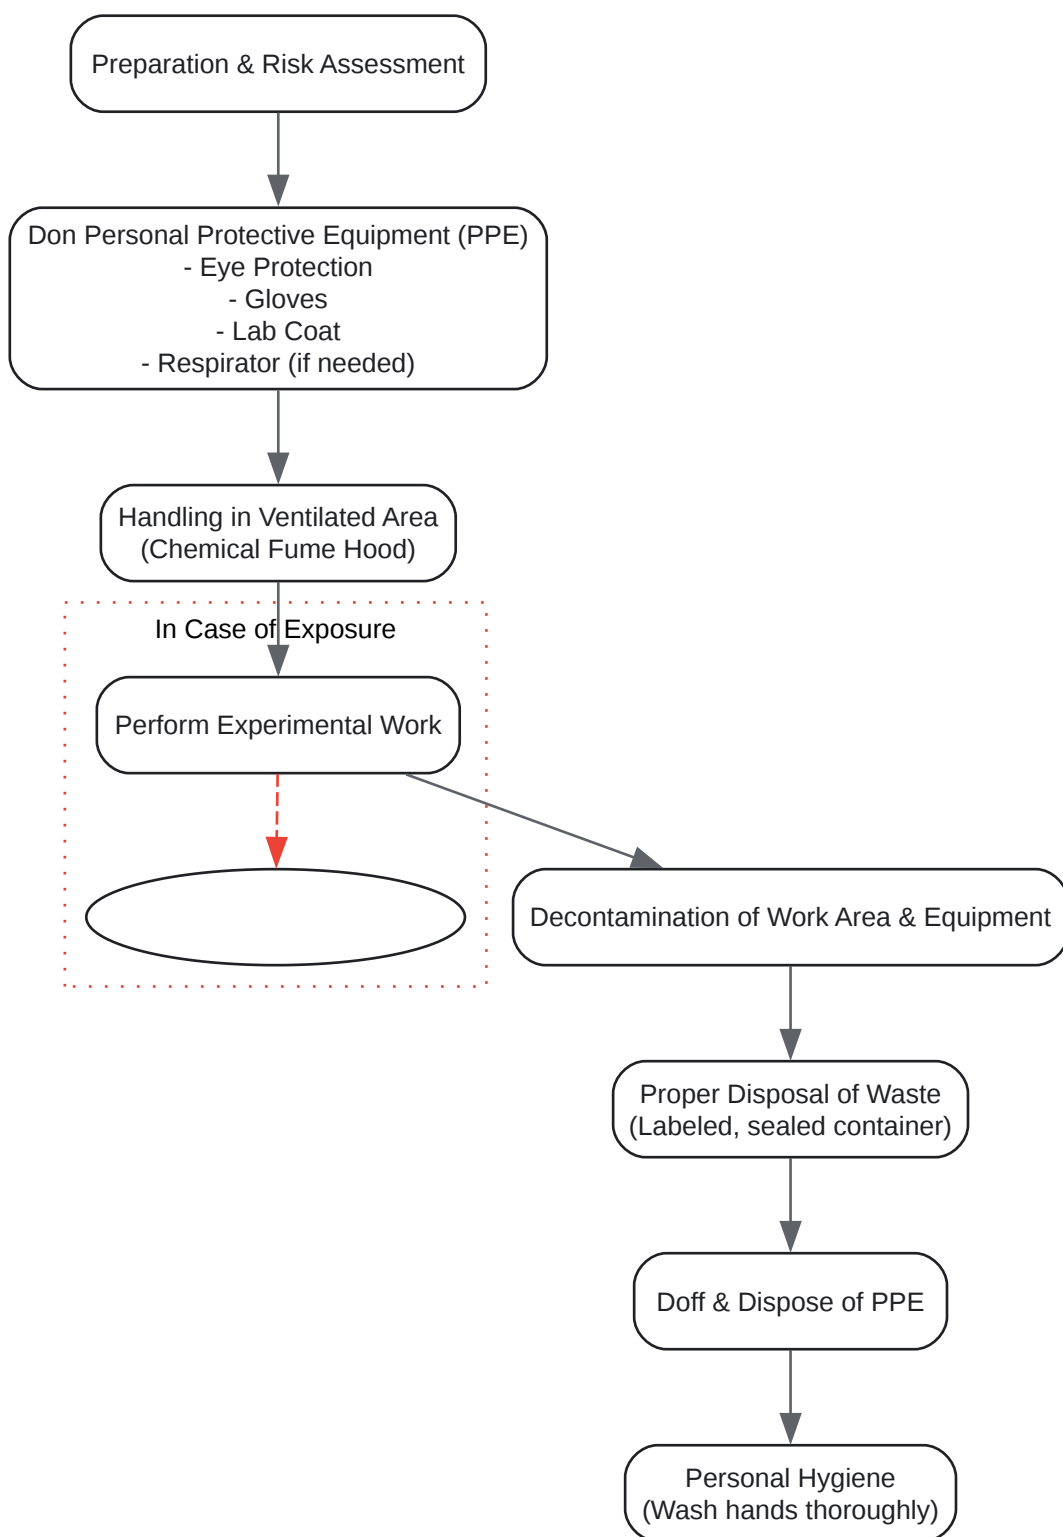 Preparation & Risk Assessment
Don Personal Protective Equipment (PPE)
- Eye Protection
- Gloves
- Lab Coat
- Respirator (if needed)
Handling in Ventilated Area
(Chemical Fume Hood)
In Case of Exposure
Perform Experimental Work
Decontamination of Work Area & Equipment
Proper Disposal of Waste
(Labeled, sealed container)
Doff & Dispose of PPE
Personal Hygiene
(Wash hands thoroughly)